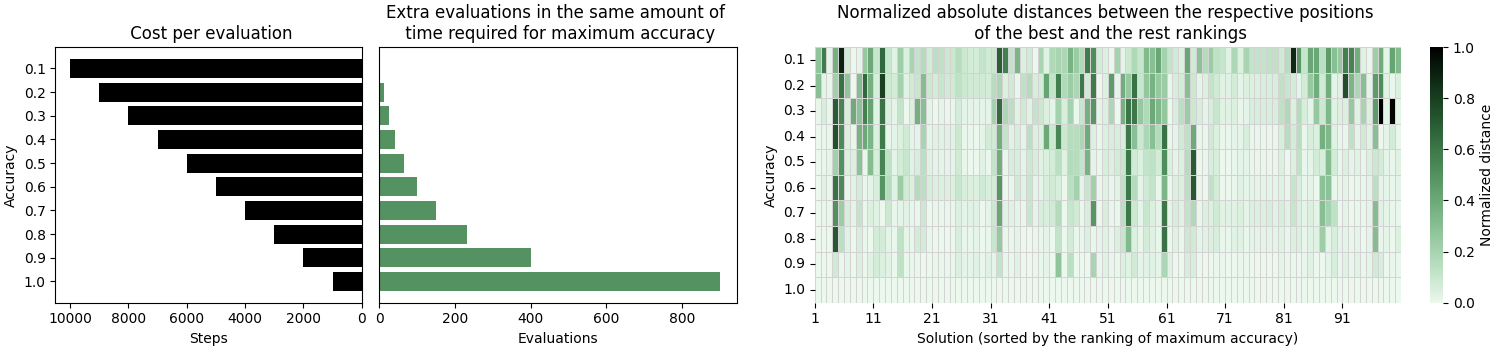 Cost per evaluation
Accuracy
0.1
0.2
0.3
0.4
0.5
0.6
0.7
0.8
0.9
1.0
10000 8000 6000 4000 2000 0
Steps
Extra evaluations in the same amount of
time required for maximum accuracy
0 200 400 600 800
Evaluations
Normalized absolute distances between the respective positions
of the best and the rest rankings
Accuracy
0.1
0.2
0.3
0.4
0.5
0.6
0.7
0.8
0.9
1.0
1 11 21 31 41 51 61 71 81 91
Solution (sorted by the ranking of maximum accuracy)
1.0
0.8
0.6
0.4
0.2
0.0
Normalized distance